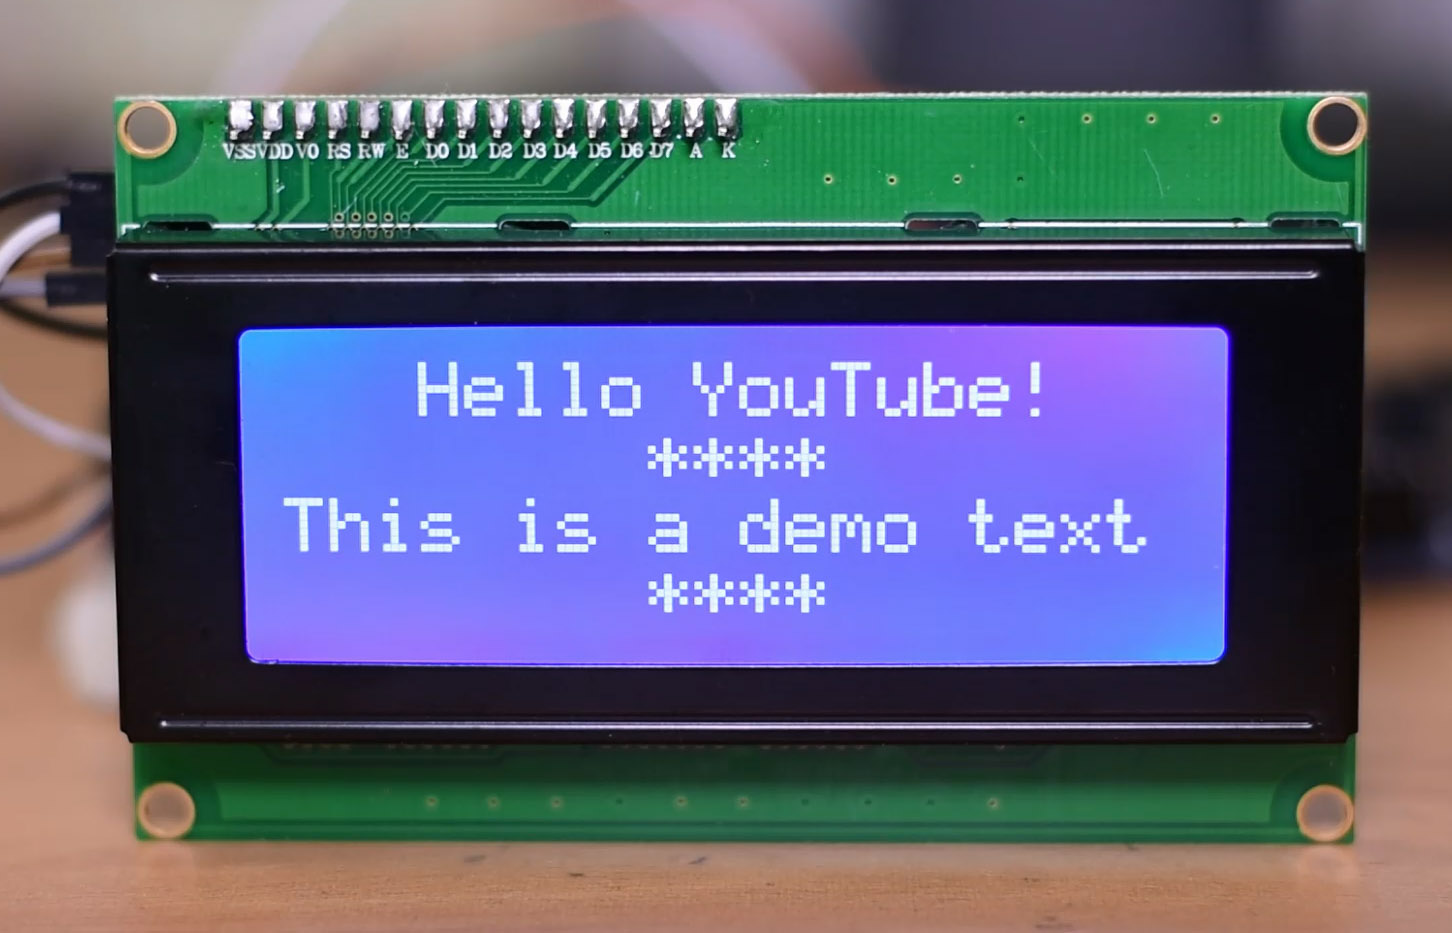 VSS VDD V0 RS RW E D0 D1 D2 D3 D4 D5 D6 D7 A K
Hello YouTube!
****
This is a demo text
****